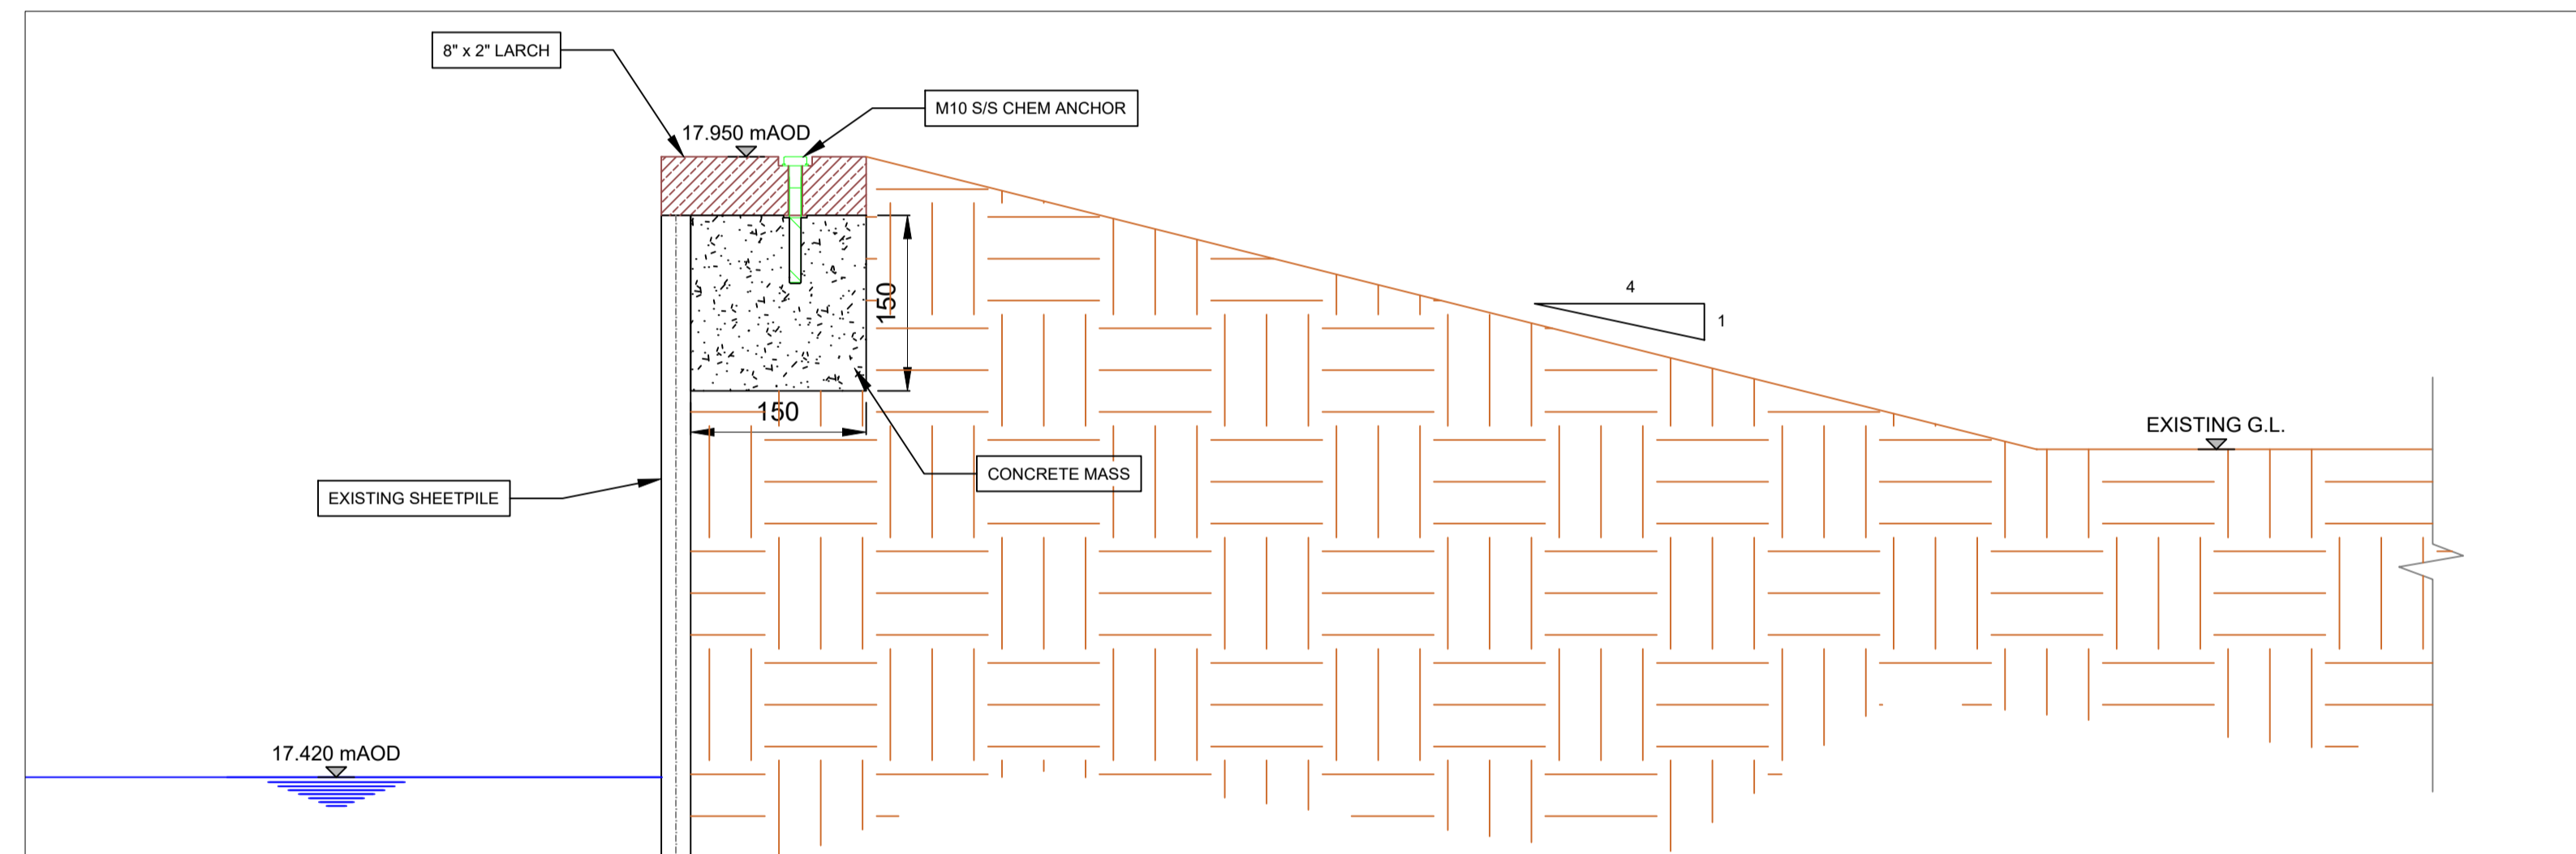 8" x 2" LARCH
M10 S/S CHEM ANCHOR
17.950 mAOD
4
1
150
150
EXISTING G.L.
CONCRETE MASS
EXISTING SHEETPILE
17.420 mAOD